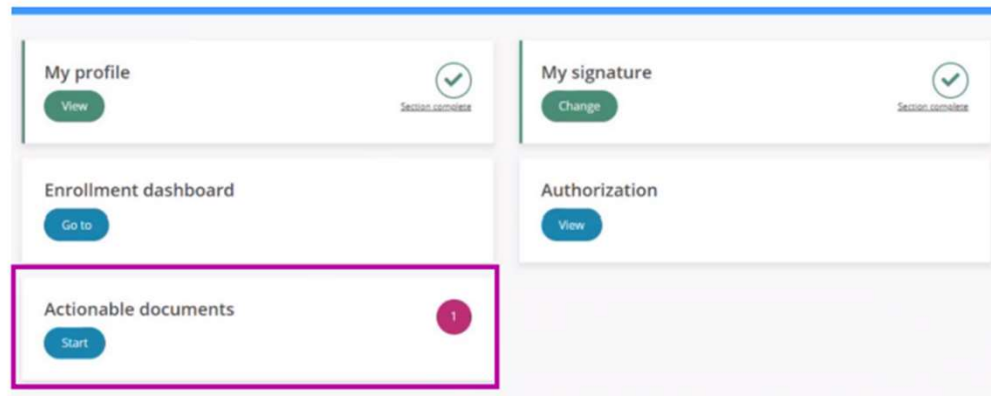 My profile
View
Section complete
My signature
Change
Section complete
Enrollment dashboard
Go to
Authorization
View
Actionable documents
1
Start